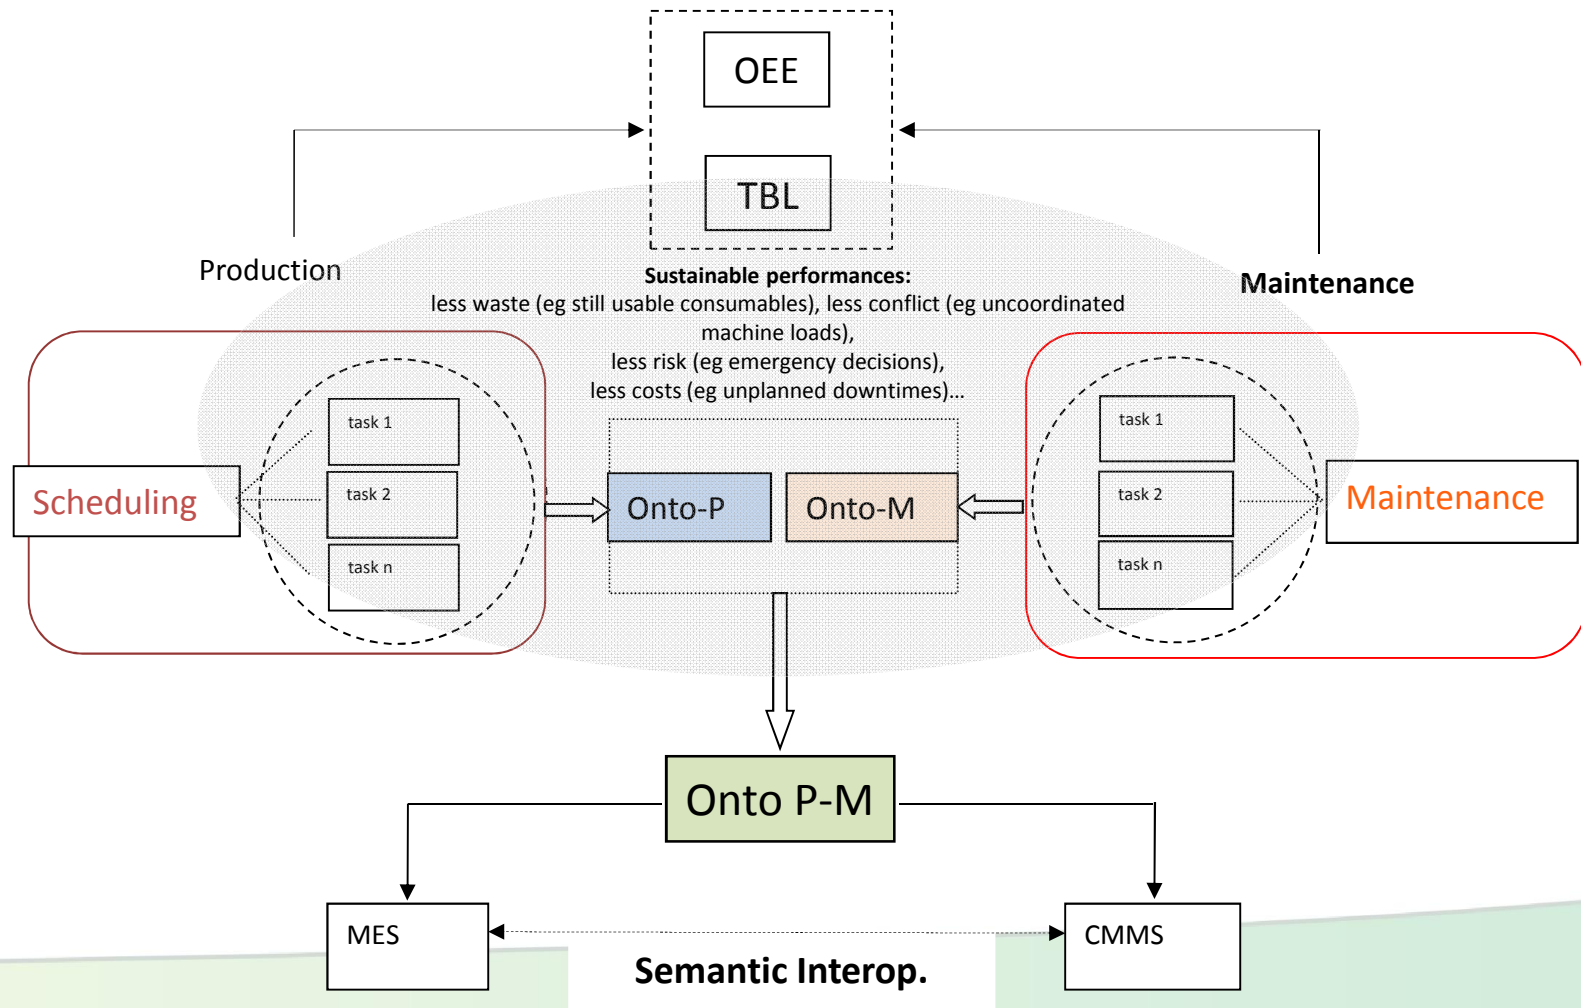 OEE
TBL
Production
Maintenance
Sustainable performances:
less waste (eg still usable consumables), less conflict (eg uncoordinated
machine loads),
less risk (eg emergency decisions),
less costs (eg unplanned downtimes)...
Scheduling
task 1
task 2
task n
Onto-P
Onto-M
task 1
task 2
task n
Maintenance
Onto P-M
MES
CMMS
Semantic Interop.